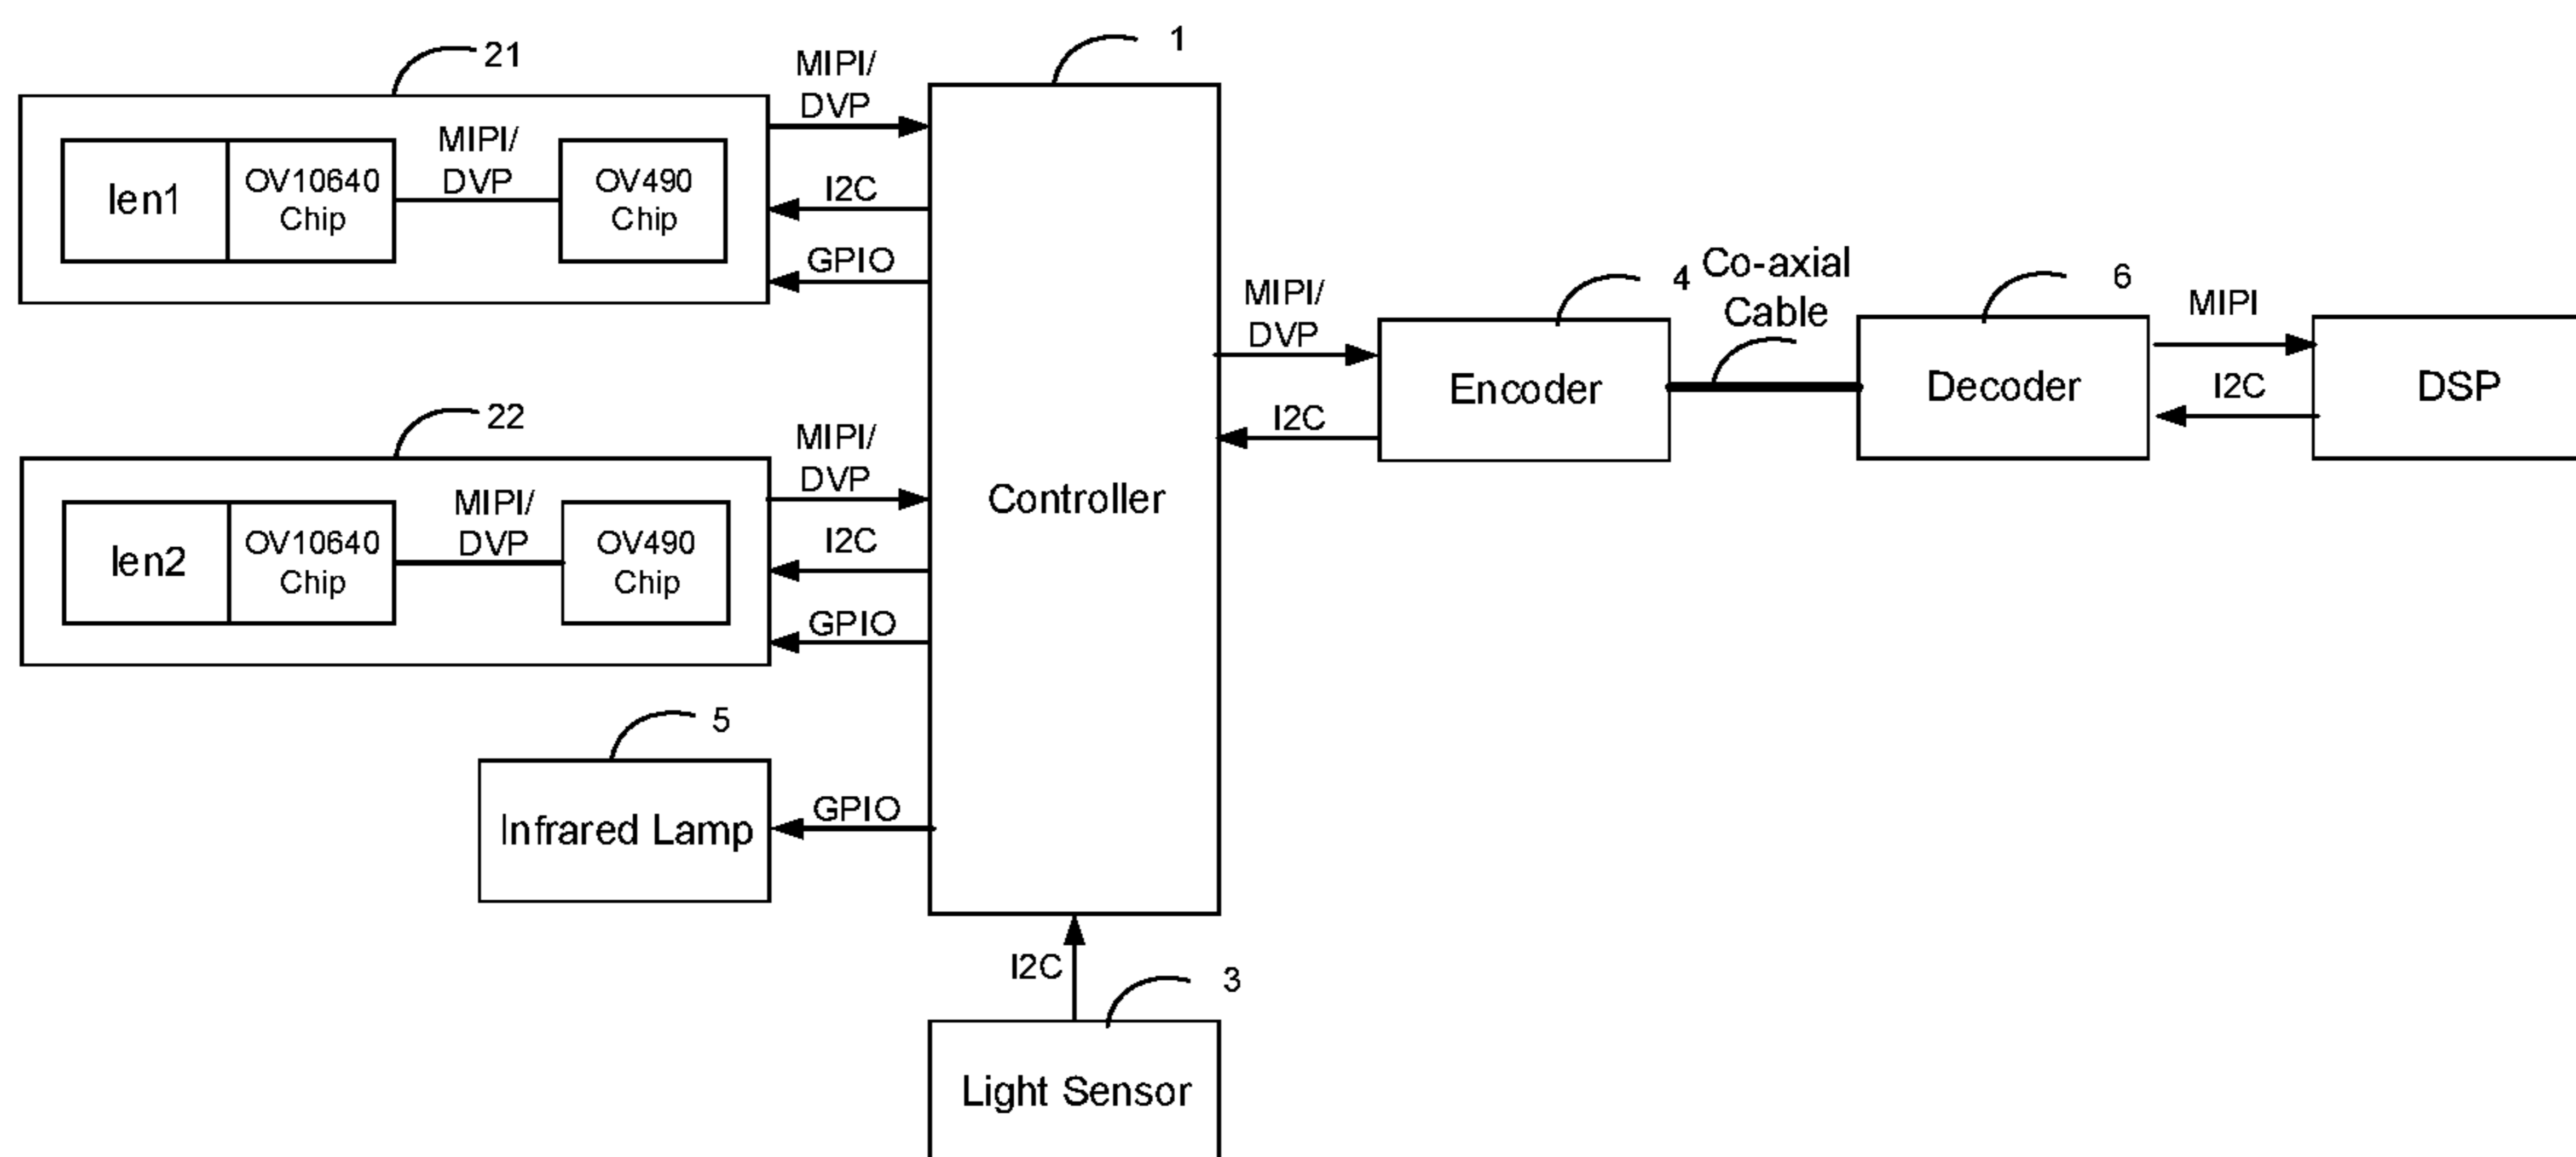 21
MIPI/
DVP
1
len1
OV10640
Chip
MIPI/
DVP
OV490
Chip
I2C
GPIO
22
MIPI/
DVP
len2
OV10640
Chip
MIPI/
DVP
OV490
Chip
I2C
GPIO
5
Infrared Lamp
GPIO
Controller
I2C
3
Light Sensor
MIPI/
DVP
I2C
4
Encoder
Co-axial
Cable
6
Decoder
MIPI
I2C
DSP